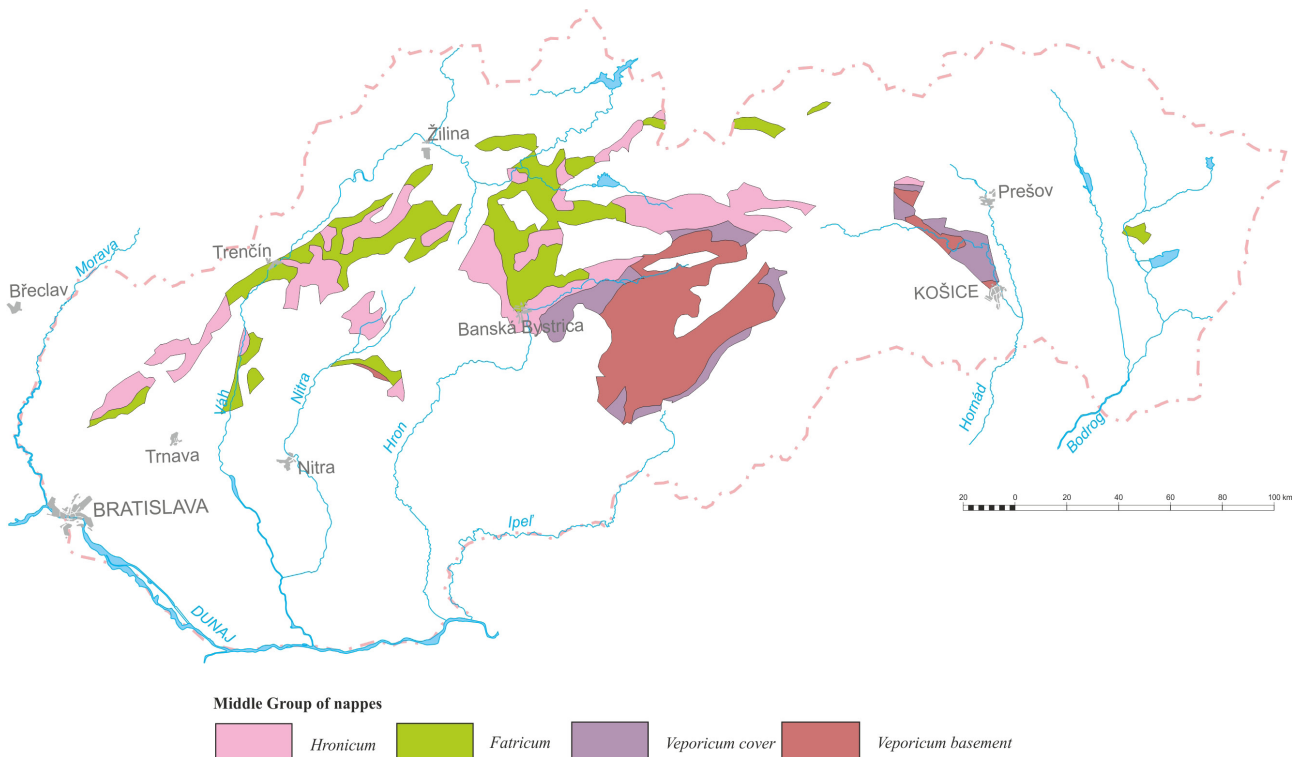 Žilina
Prešov
Morava
Trenčín
Břeclav
KOŠICE
Banská Bystrica
Váh
Nitra
Hron
Hornád
Bodrog
Trnava
Nitra
BRATISLAVA
20 0 20 40 60 80 100 km
Ipeľ
DUNAJ
Middle Group of nappes
Hronicum Fatricum Veporicum cover Veporicum basement